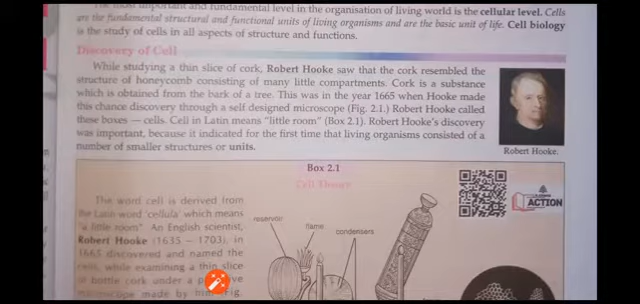 The most important and fundamental level in the organisation of living world is the cellular level. Cells
are the fundamental structural and functional units of living organisms and are the basic unit of life. Cell biology
is the study of cells in all aspects of structure and functions.
Discovery of Cell
While studying a thin slice of cork, Robert Hooke saw that the cork resembled the
structure of honeycomb consisting of many little compartments. Cork is a substance
which is obtained from the bark of a tree. This was in the year 1665 when Hooke made
this chance discovery through a self designed microscope (Fig. 2.1.) Robert Hooke called
these boxes — cells. Cell in Latin means "little room" (Box 2.1). Robert Hooke's discovery
was important, because it indicated for the first time that living organisms consisted of a
number of smaller structures or units.
Robert Hooke.
Box 2.1
Cell Theory
The word cell is derived from
the Latin word 'cellula' which means
"a little room" An English scientist,
Robert Hooke (1635 - 1703), in
1665 discovered and named the
cell, while examining a thin slice
of bottle cork under a
microscope made by him (Fig.
reservoir
flame
condensers
ACTION